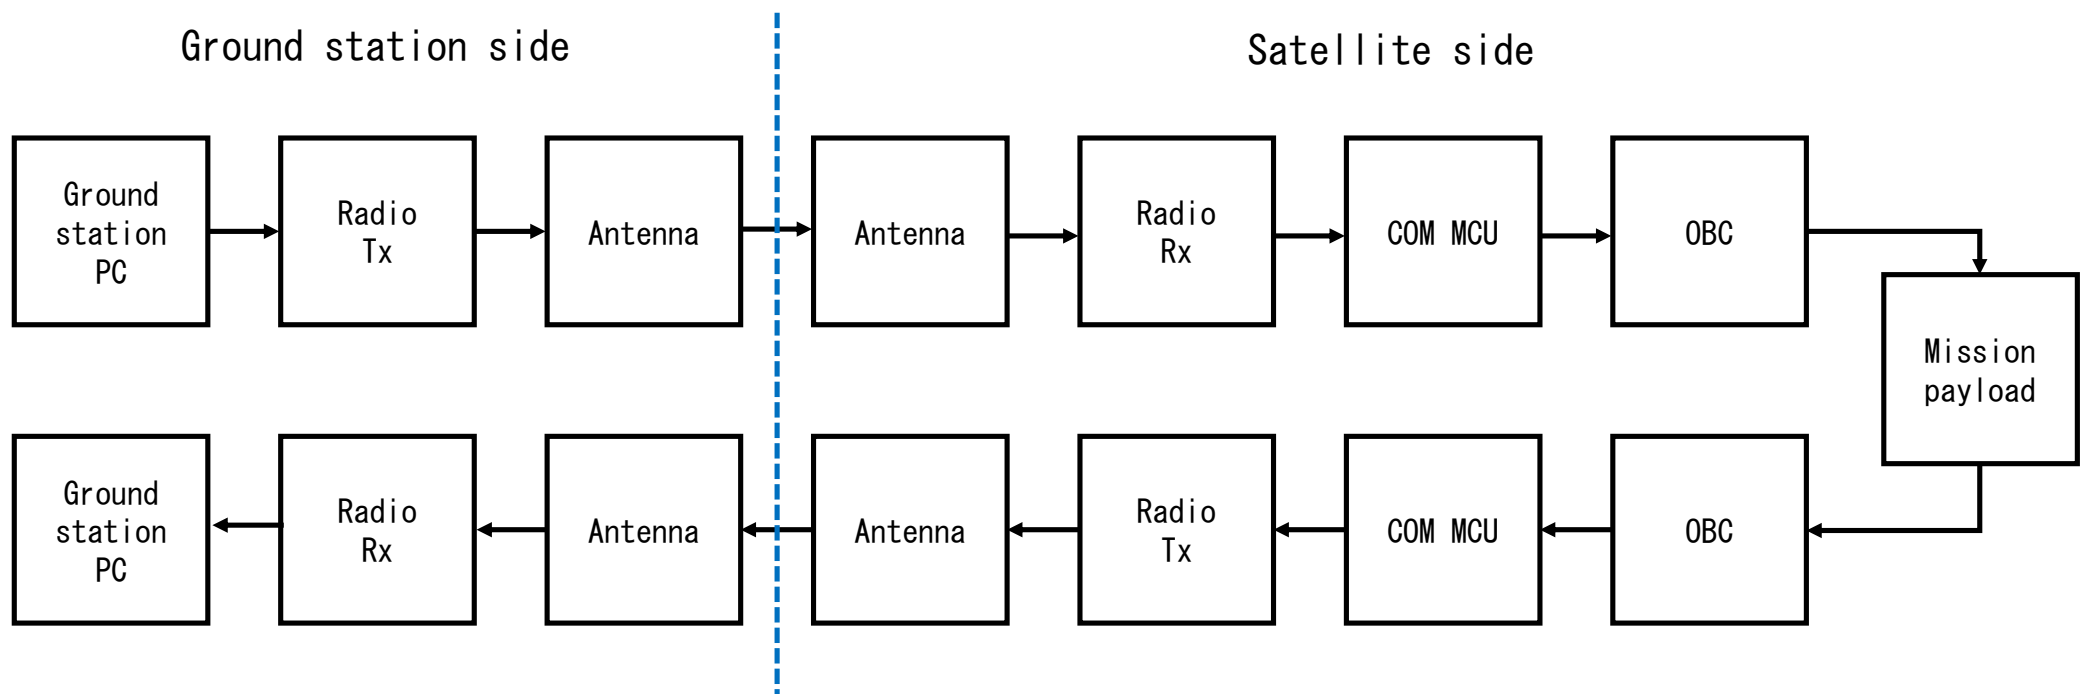 Ground station side
Satellite side
Ground
station
PC
Radio
Tx
Antenna
Antenna
Radio
Rx
COM MCU
OBC
Mission
payload
Ground
station
PC
Radio
Rx
Antenna
Antenna
Radio
Tx
COM MCU
OBC